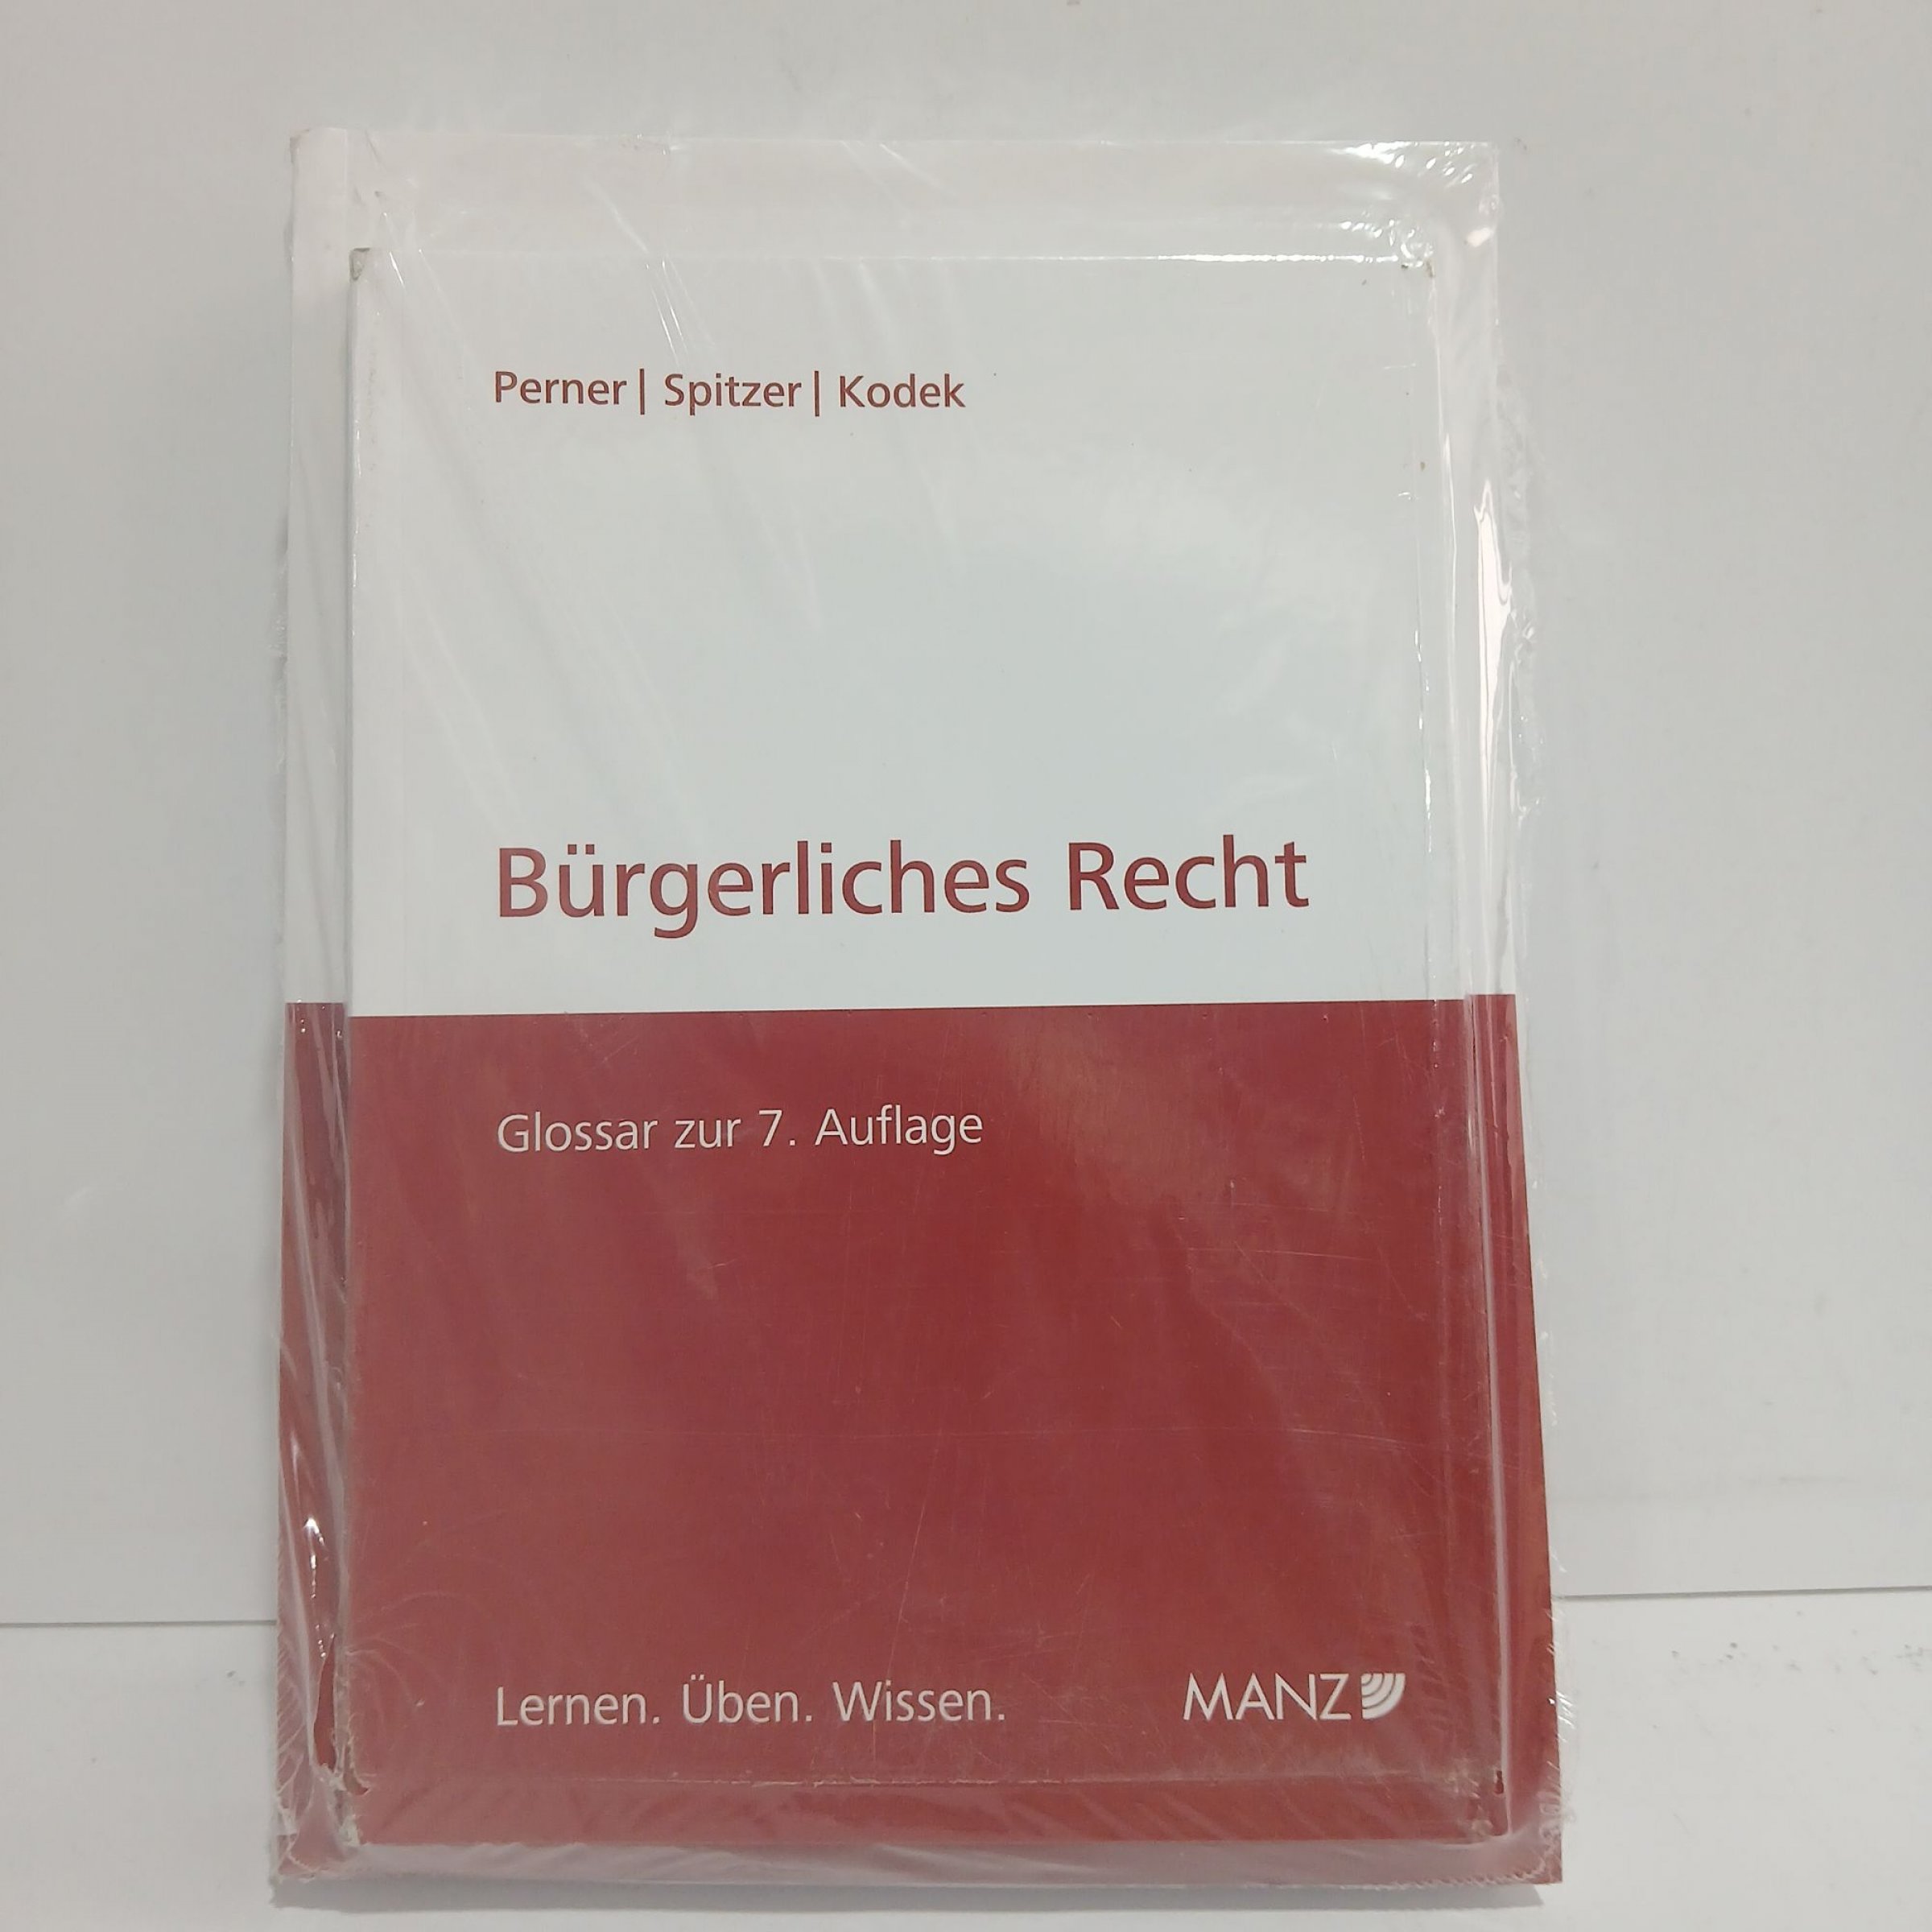 Perner | Spitzer | Kodek
Bürgerliches Recht
Glossar zur 7. Auflage
Lernen. Üben. Wissen.
MANZ